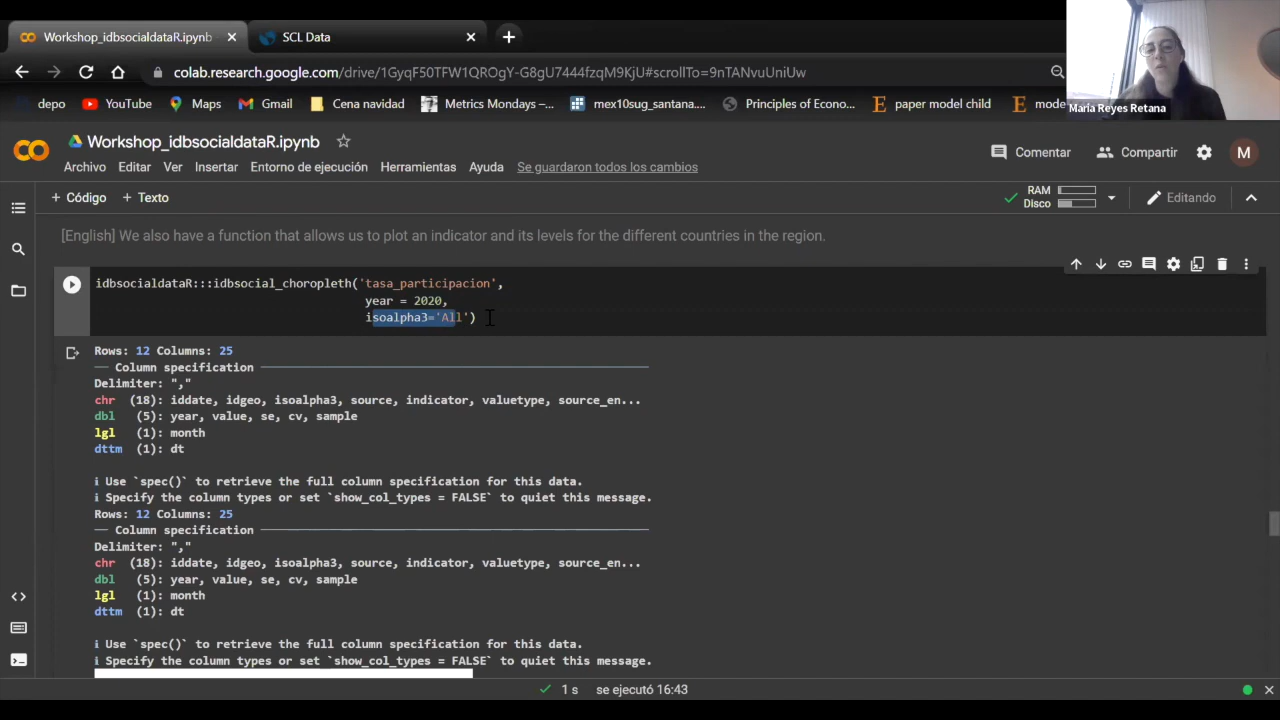 Workshop_idbsocialdataR.ipynb
SCL Data
colab.research.google.com/drive/1GyqF50TFW1QROgY-G8gU7444fzqM9KjU#scrollTo=9nTANvuUniUw
depo YouTube Maps Gmail Cena navidad Metrics Mondays –... mex10sug_santana.... Principles of Econo... paper model child mode
María Reyes Retana
Workshop_idbsocialdataR.ipynb
Comentar Compartir M
Archivo Editar Ver Insertar Entorno de ejecución Herramientas Ayuda Se guardaron todos los cambios
+ Código + Texto
RAM
Disco
Editando
[English] We also have a function that allows us to plot an indicator and its levels for the different countries in the region.
idbsocialdataR:::idbsocial_choropleth('tasa_participacion',
year = 2020,
isoalpha3='All')
Rows: 12 Columns: 25
── Column specification ────────────────
Delimiter: ","
chr (18): iddate, idgeo, isoalpha3, source, indicator, valuetype, source_en...
dbl (5): year, value, se, cv, sample
lgl (1): month
dttm (1): dt
ℹ Use `spec()` to retrieve the full column specification for this data.
ℹ Specify the column types or set `show_col_types = FALSE` to quiet this message.
Rows: 12 Columns: 25
── Column specification ────────────────
Delimiter: ","
chr (18): iddate, idgeo, isoalpha3, source, indicator, valuetype, source_en...
dbl (5): year, value, se, cv, sample
lgl (1): month
dttm (1): dt
ℹ Use `spec()` to retrieve the full column specification for this data.
ℹ Specify the column types or set `show_col_types = FALSE` to quiet this message.
1 s se ejecutó 16:43